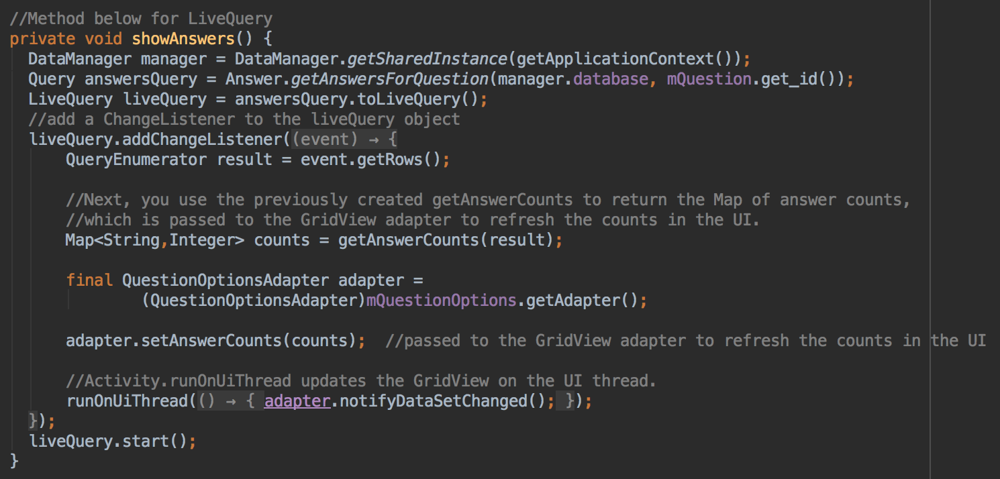 //Method below for LiveQuery
private void showAnswers() {
DataManager manager = DataManager.getSharedInstance(getApplicationContext());
Query answersQuery = Answer.getAnswersForQuestion(manager.database, mQuestion.get_id());
LiveQuery liveQuery = answersQuery.toLiveQuery();
//add a ChangeListener to the liveQuery object
liveQuery.addChangeListener((event) → {
QueryEnumerator result = event.getRows();
//Next, you use the previously created getAnswerCounts to return the Map of answer counts,
//which is passed to the GridView adapter to refresh the counts in the UI.
Map<String,Integer> counts = getAnswerCounts(result);
final QuestionOptionsAdapter adapter =
(QuestionOptionsAdapter)mQuestionOptions.getAdapter();
adapter.setAnswerCounts(counts);  //passed to the GridView adapter to refresh the counts in the UI
//Activity.runOnUiThread updates the GridView on the UI thread.
runOnUiThread(() → { adapter.notifyDataSetChanged(); });
});
liveQuery.start();
}